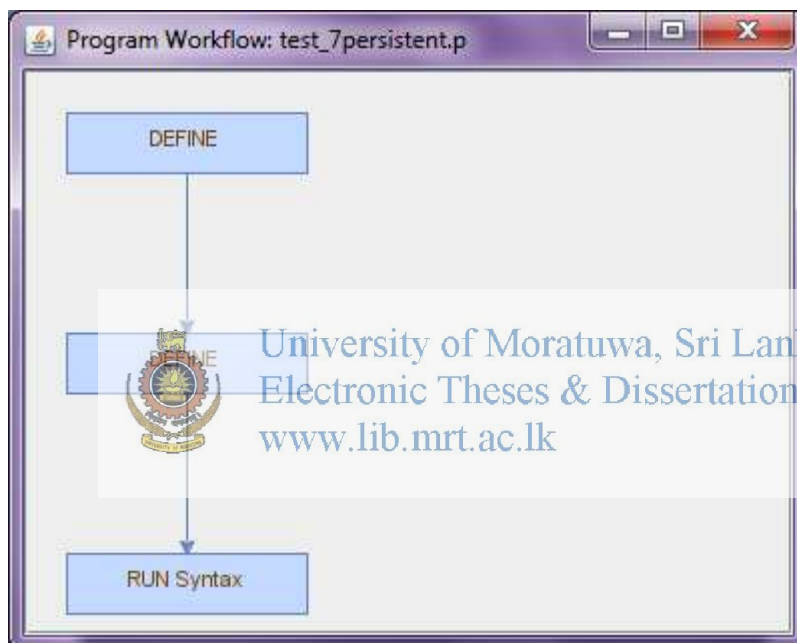 Program Workflow: test_7persistent.p
DEFINE
DEFINE
University of Moratuwa, Sri Lan
Electronic Theses & Dissertation
www.lib.mrt.ac.lk
RUN Syntax